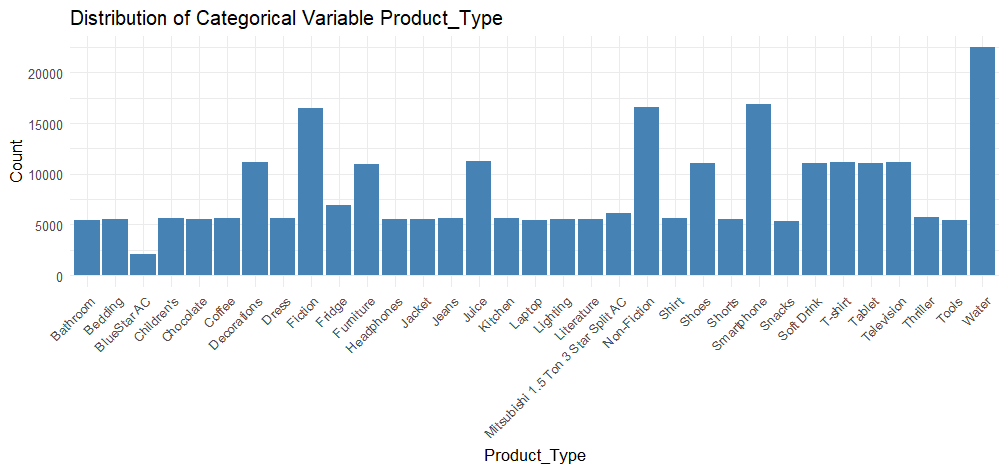 Distribution of Categorical Variable Product_Type
Count
20000
15000
10000
5000
0
Bathroom
Bedding
BlueStar AC
Children's
Chocolate
Coffee
Decorations
Dress
Fiction
Fridge
Furniture
Headphones
Jacket
Jeans
Juice
Kitchen
Laptop
Lighting
Literature
Mitsubishi 1.5 Ton 3 Star Split AC
Non-Fiction
Shirt
Shoes
Shorts
Smartphone
Snacks
Soft Drink
T-shirt
Tablet
Television
Thriller
Tools
Water
Product_Type